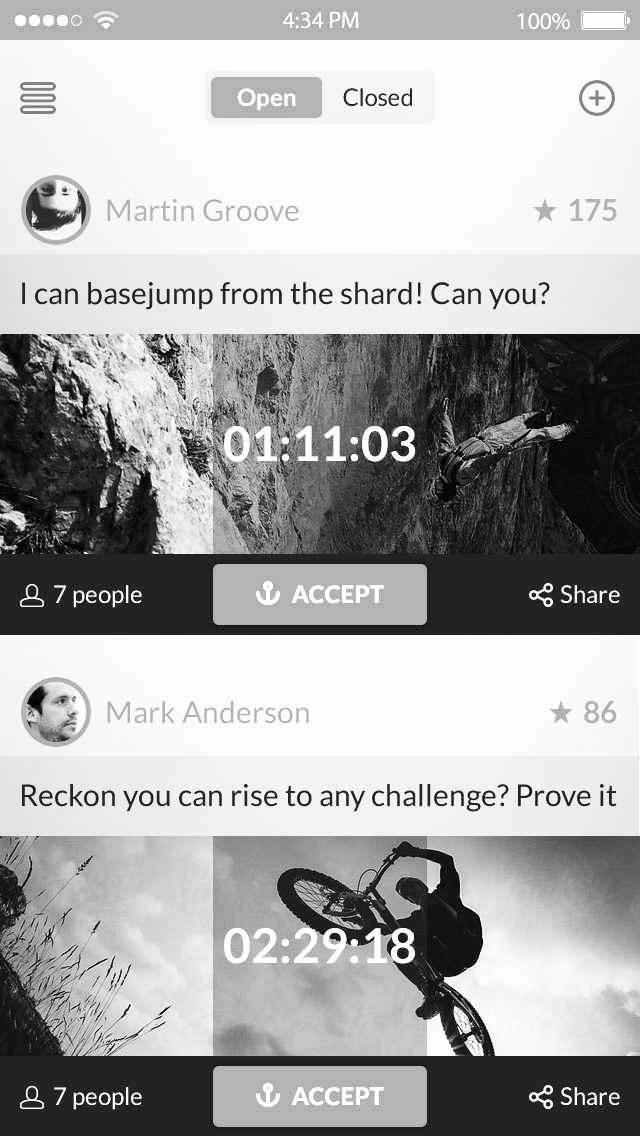 4:34 PM 100%
Open Closed
Martin Groove 175
I can basejump from the shard! Can you?
01:11:03
7 people ACCEPT Share
Mark Anderson 86
Reckon you can rise to any challenge? Prove it
02:29:18
7 people ACCEPT Share